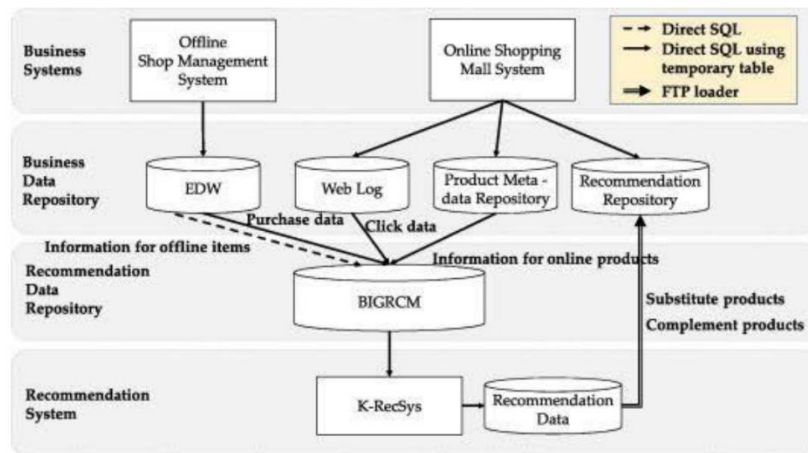 Business
Systems
Offline
Shop Management
System
Online Shopping
Mall System
Direct SQL
Direct SQL using
temporary table
FTP loader
Business
Data
Repository
EDW
Web Log
Product Meta -
data Repository
Recommendation
Repository
Purchase data
Click data
Information for offline items
Information for online products
Recommendation
Data
Repository
BIGRCM
Substitute products
Complement products
Recommendation
System
K-RecSys
Recommendation
Data